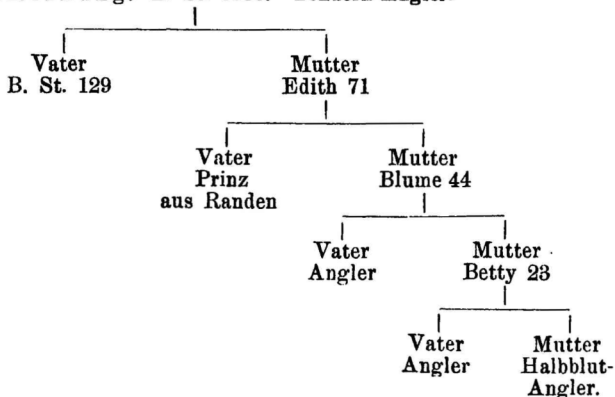 Vater Mutter
B. St. 129 Edith 71
Vater Mutter
Prinz Blume 44
aus Randen
Vater Mutter
Angler Betty 23
Vater Mutter
Angler Halbblut-
Angler.